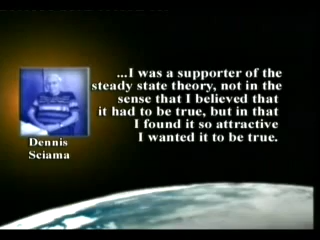 ...I was a supporter of the
steady state theory, not in the
sense that I believed that
it had to be true, but in that
I found it so attractive
I wanted it to be true.
Dennis
Sciama